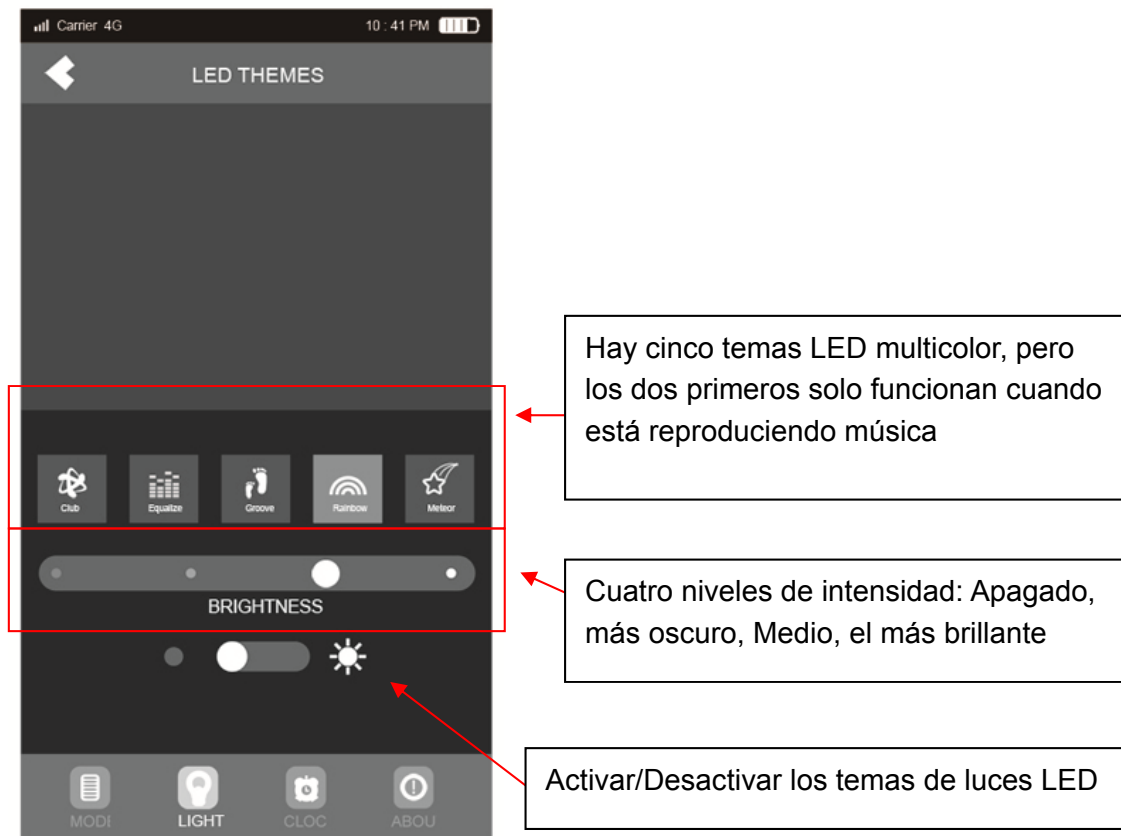 Carrier 4G 10 : 41 PM
LED THEMES
Hay cinco temas LED multicolor, pero
los dos primeros solo funcionan cuando
está reproduciendo música
Club Equalize Groove Rainbow Meteor
BRIGHTNESS
Cuatro niveles de intensidad: Apagado,
más oscuro, Medio, el más brillante
Activar/Desactivar los temas de luces LED
MODE LIGHT CLOC ABOU